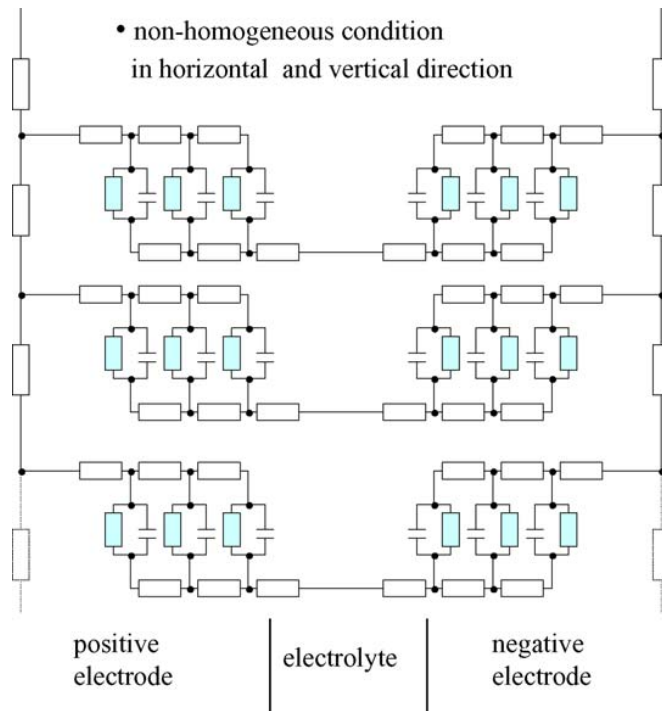 • non-homogeneous condition
in horizontal and vertical direction
positive
electrode
electrolyte
negative
electrode